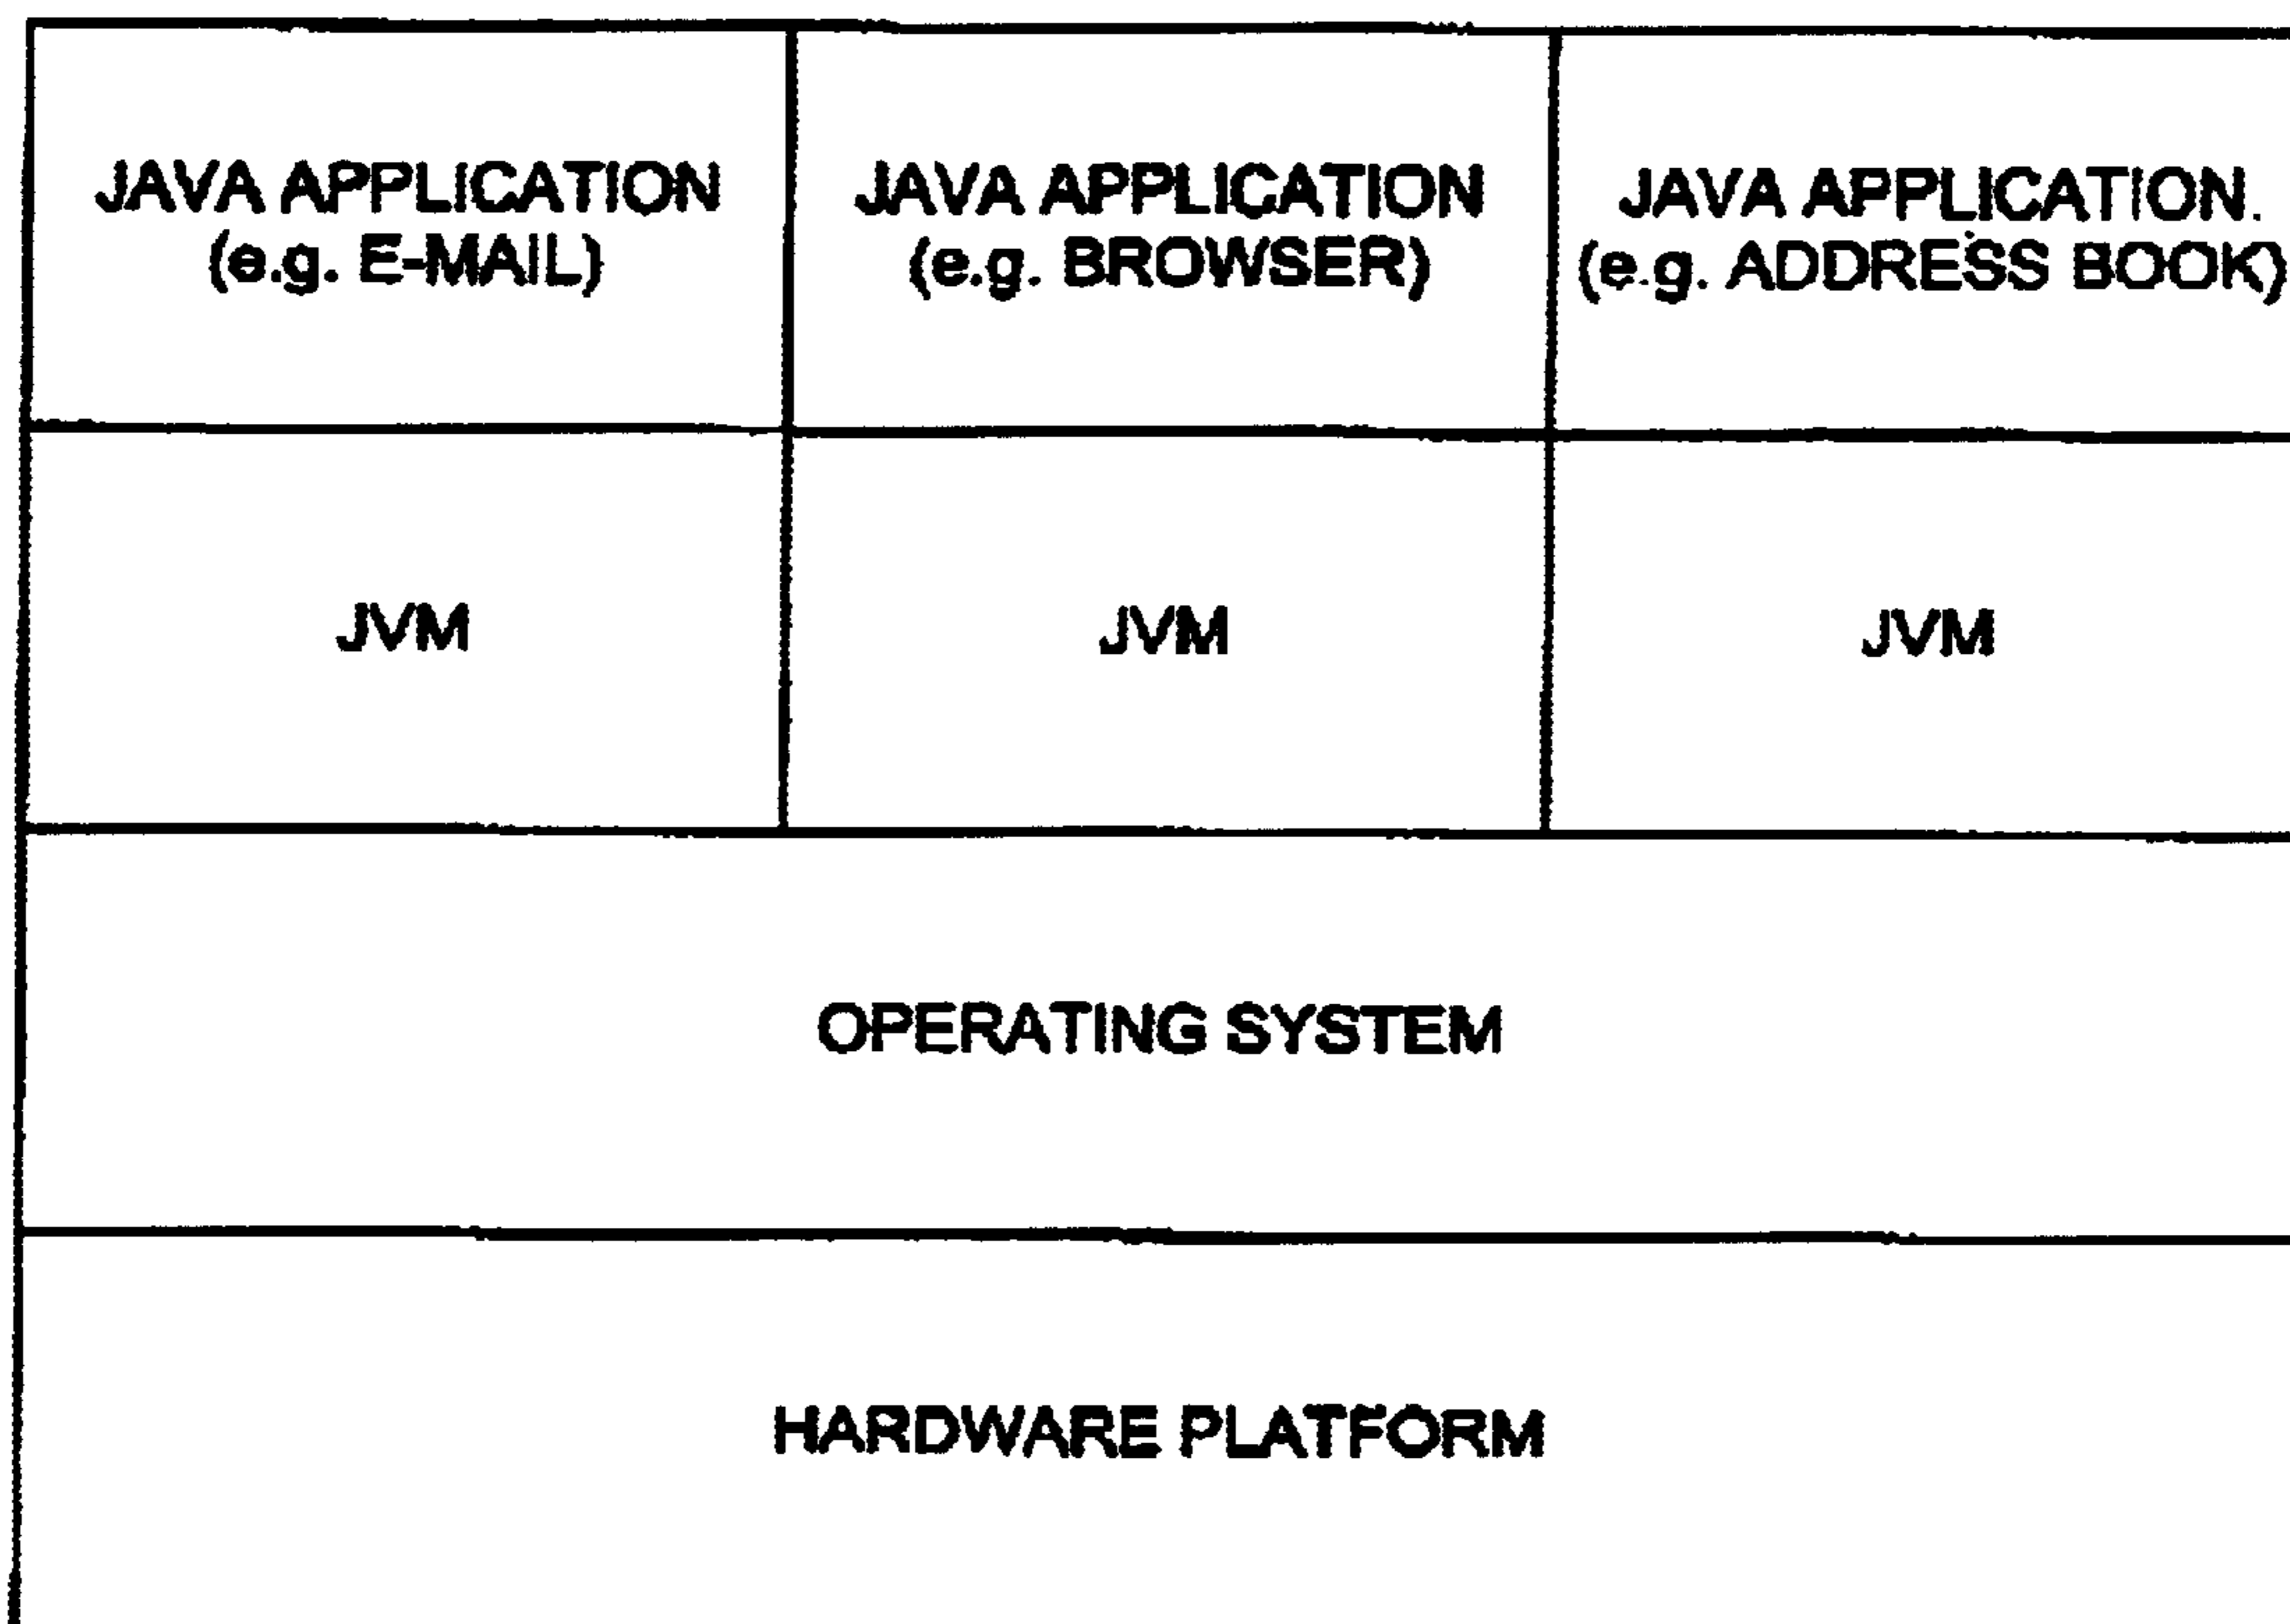 JAVA APPLICATION
(e.g. E-MAIL)
JAVA APPLICATION
(e.g. BROWSER)
JAVA APPLICATION.
(e.g. ADDRESS BOOK)
JVM
JVM
JVM
OPERATING SYSTEM
HARDWARE PLATFORM